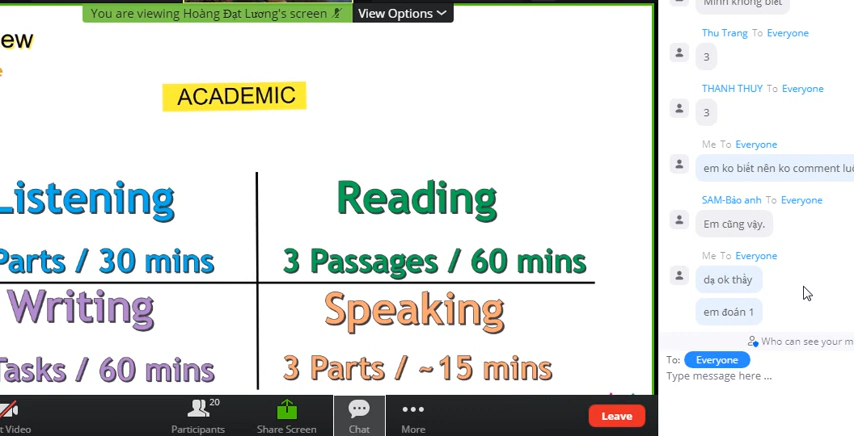 Minh không biết
You are viewing Hoàng Đạt Lương's screen
View Options
ew
e
ACADEMIC
Listening
Parts / 30 mins
Reading
3 Passages / 60 mins
Writing
Tasks / 60 mins
Speaking
3 Parts / ~15 mins
Thu Trang To Everyone
3
THANH THUY To Everyone
3
Me To Everyone
em ko biết nên ko comment luô
SAM-Bảo anh To Everyone
Em cũng vậy.
Me To Everyone
dạ ok thầy
em đoán 1
Who can see your m
To: Everyone
Type message here ...
t Video
Participants
20
Share Screen
Chat
More
Leave